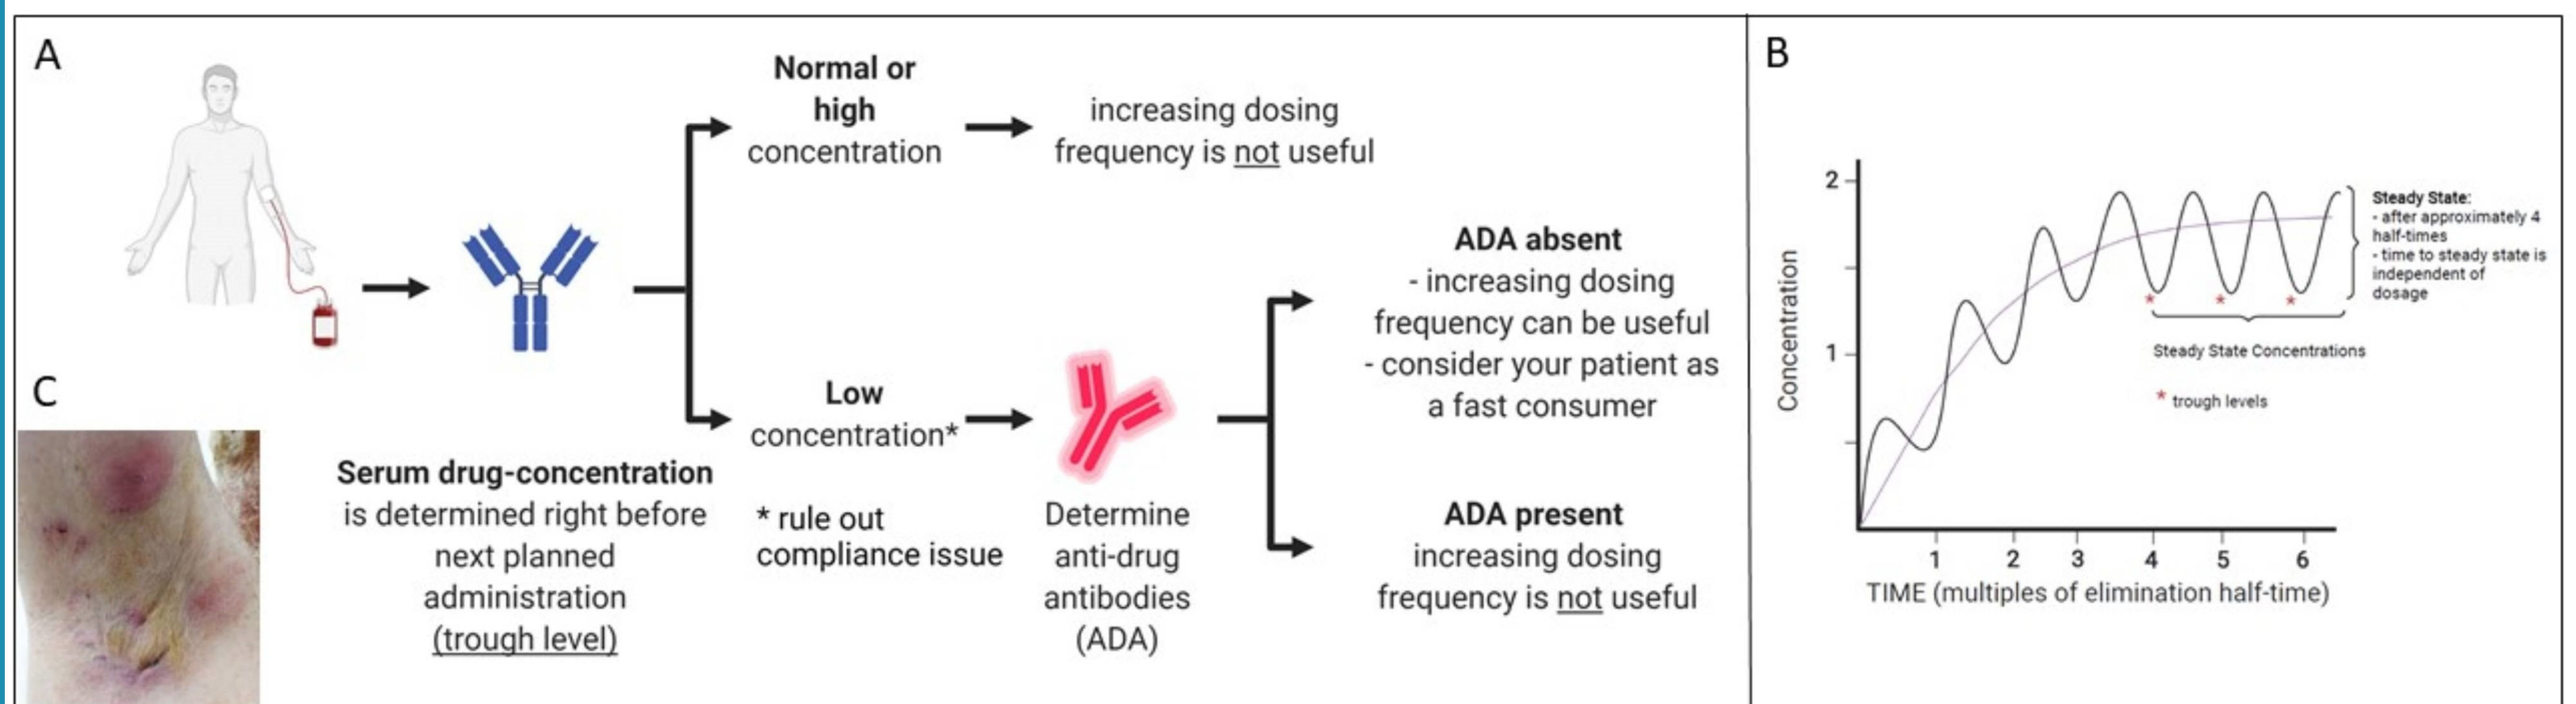 A
Normal or
high
concentration
increasing dosing
frequency is not useful
Serum drug-concentration
is determined right before
next planned
administration
(trough level)
Low
concentration*
* rule out
compliance issue
Determine
anti-drug
antibodies
(ADA)
ADA absent
- increasing dosing
frequency can be useful
- consider your patient as
a fast consumer
ADA present
increasing dosing
frequency is not useful
C
B
Concentration
2
1
Steady State:
- after approximately 4
half-times
- time to steady state is
independent of
dosage
* * *
Steady State Concentrations
* trough levels
1 2 3 4 5 6
TIME (multiples of elimination half-time)